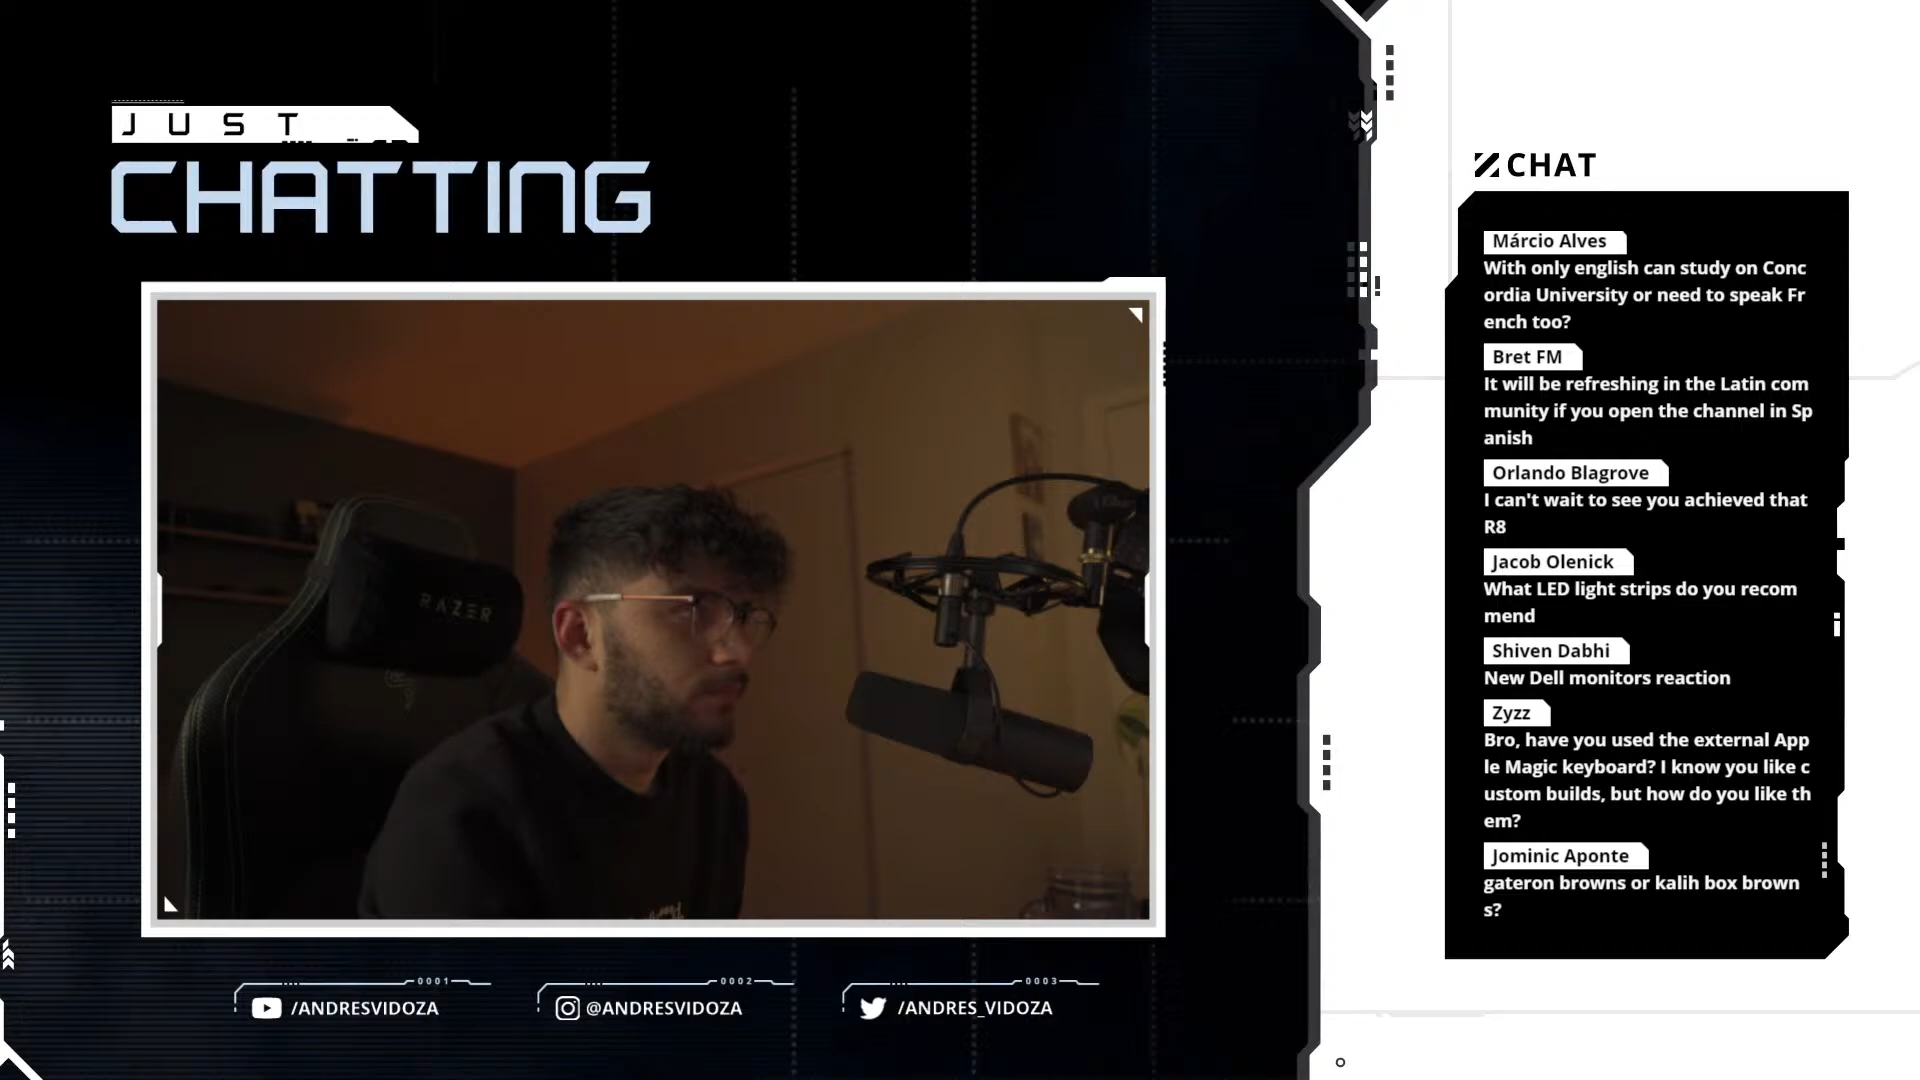 JUST
CHATTING
RAZER
0001
/ANDRESVIDOZA
0002
@ANDRESVIDOZA
0003
/ANDRES_VIDOZA
CHAT
Márcio Alves
With only english can study on Conc
ordia University or need to speak Fr
ench too?
Bret FM
It will be refreshing in the Latin com
munity if you open the channel in Sp
anish
Orlando Blagrove
I can't wait to see you achieved that
R8
Jacob Olenick
What LED light strips do you recom
mend
Shiven Dabhi
New Dell monitors reaction
Zyzz
Bro, have you used the external App
le Magic keyboard? I know you like c
ustom builds, but how do you like th
em?
Jominic Aponte
gateron browns or kalih box brown
s?